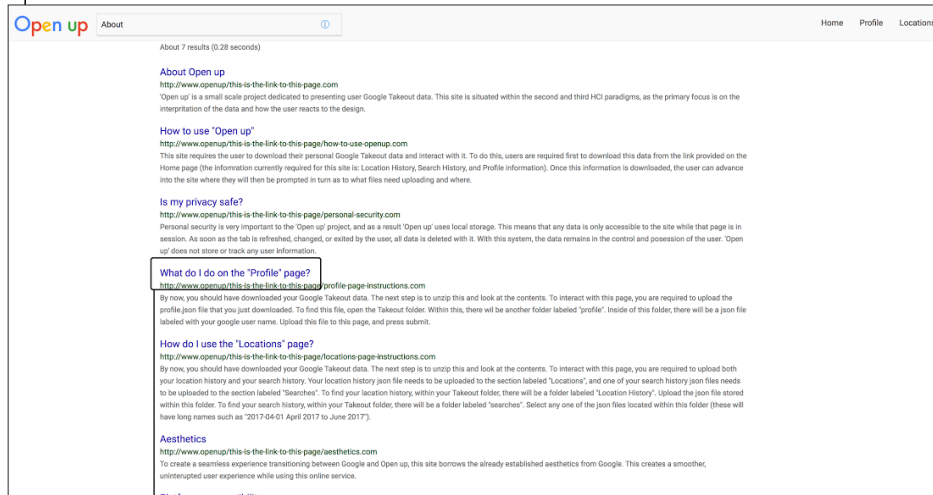 Open up About Home Profile Locations
About 7 results (0.28 seconds)
About Open up
http://www.openup/this-is-the-link-to-this-page.com
'Open up' is a small scale project dedicated to presenting user Google Takeout data. This site is situated within the second and third HCI paradigms, as the primary focus is on the
interpritation of the data and how the user reacts to the design.
How to use "Open up"
http://www.openup/this-is-the-link-to-this-page/how-to-use-openup.com
This site requires the user to download their personal Google Takeout data and interact with it. To do this, users are required first to download this data from the link provided on the
Home page (the infomration currently required for this site is: Location History, Search History, and Profile information). Once this information is downloaded, the user can advance
into the site where they will then be prompted in turn as to what files need uploading and where.
Is my privacy safe?
http://www.openup/this-is-the-link-to-this-page/personal-security.com
Personal security is very important to the 'Open up' project, and as a result 'Open up' uses local storage. This means that any data is only accessible to the site while that page is in
session. As soon as the tab is refreshed, changed, or exited by the user, all data is deleted with it. With this system, the data remains in the control and posession of the user. 'Open
up' does not store or track any user information.
What do I do on the "Profile" page?
http://www.openup/this-is-the-link-to-this-page/profile-page-instructions.com
By now, you should have downloaded your Google Takeout data. The next step is to unzip this and look at the contents. To interact with this page, you are required to upload the
profile.json file that you just downloaded. To find this file, open the Takeout folder. Within this, there wil be another folder labeled "profile". Inside of this folder, there will be a json file
labeled with your google user name. Upload this file to this page, and press submit.
How do I use the "Locations" page?
http://www.openup/this-is-the-link-to-this-page/locations-page-instructions.com
By now, you should have downloaded your Google Takeout data. The next step is to unzip this and look at the contents. To interact with this page, you are required to upload both
your location history and your search history. Your location history json file needs to be uploaded to the section labeled "Locations", and one of your search history json files needs
to be uploaded to the section labeled "Searches". To find your lacation history, within your Takeout folder, there will be a folder labeled "Location History". Upload the json file stored
within this folder. To find your search history, within your Takeout folder, there will be a folder labeled "searches". Select any one of the json files located within this folder (these will
have long names such as "2017-04-01 April 2017 to June 2017").
Aesthetics
http://www.openup/this-is-the-link-to-this-page/aesthetics.com
To create a seamless experience transitioning between Google and Open up, this site borrows the already established aesthetics from Google. This creates a smoother,
uninterupted user experience while using this online service.